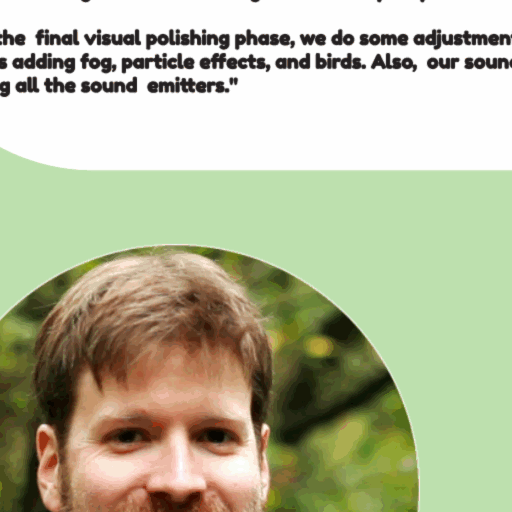 the final visual polishing phase, we do some adjustment
s adding fog, particle effects, and birds. Also, our soun
g all the sound emitters."